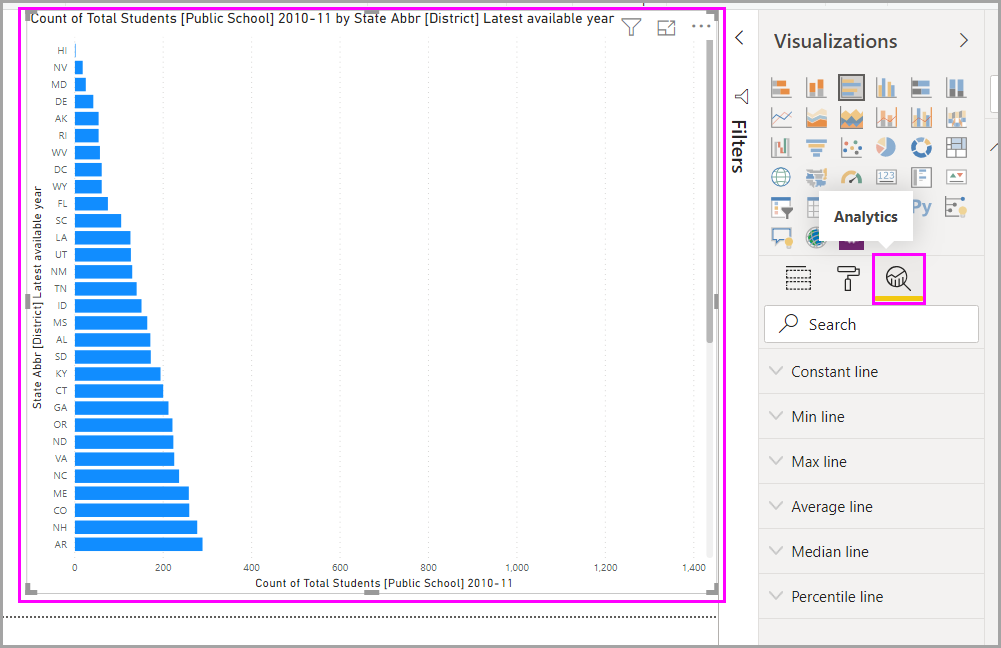 Count of Total Students [Public School] 2010-11 by State Abbr [District] Latest available year
State Abbr [District] Latest available year
HI
NV
MD
DE
AK
RI
WV
DC
WY
FL
SC
LA
UT
NM
TN
ID
MS
AL
SD
KY
CT
GA
OR
ND
VA
NC
ME
CO
NH
AR
0 200 400 600 800 1,000 1,200 1,400
Count of Total Students [Public School] 2010-11
Filters
Visualizations
123
Py
Analytics
Search
Constant line
Min line
Max line
Average line
Median line
Percentile line